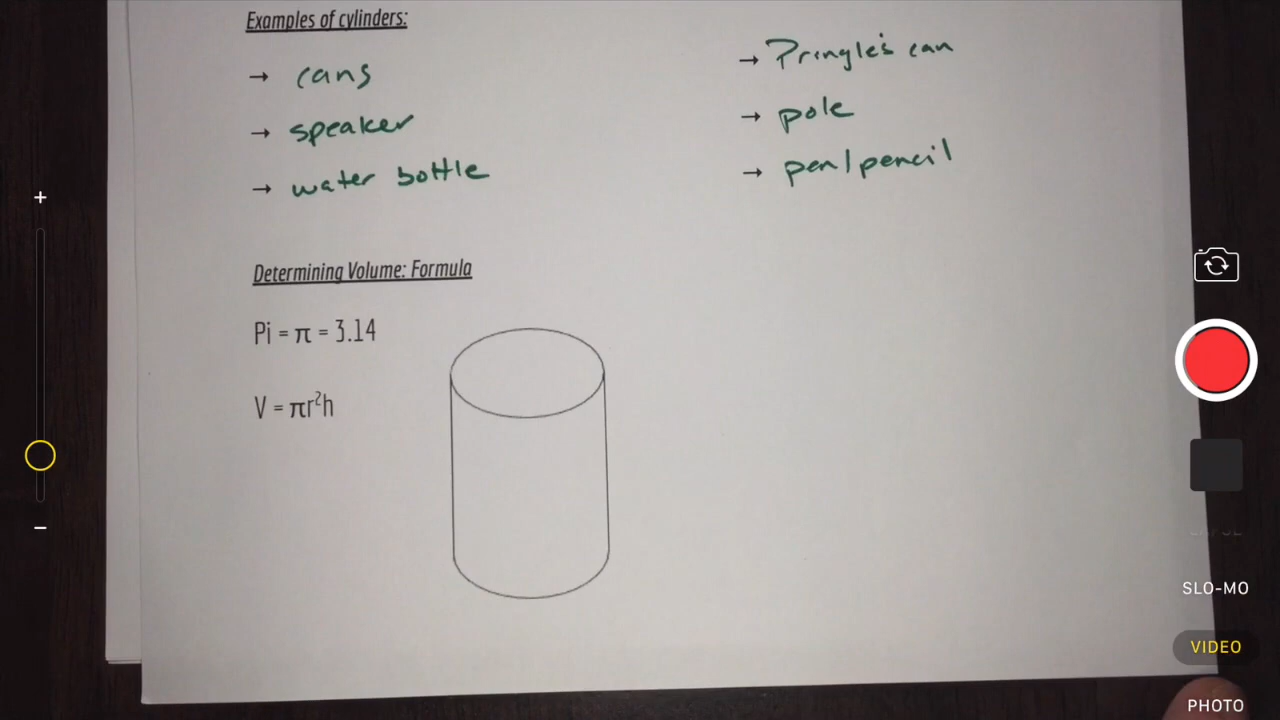 Examples of cylinders:
→ cans
→ speaker
→ water bottle
→ Pringle's can
→ pole
→ pen/pencil
Determining Volume: Formula
Pi = π = 3.14
V = πr²h
+
−
SLO-MO
VIDEO
PHOTO